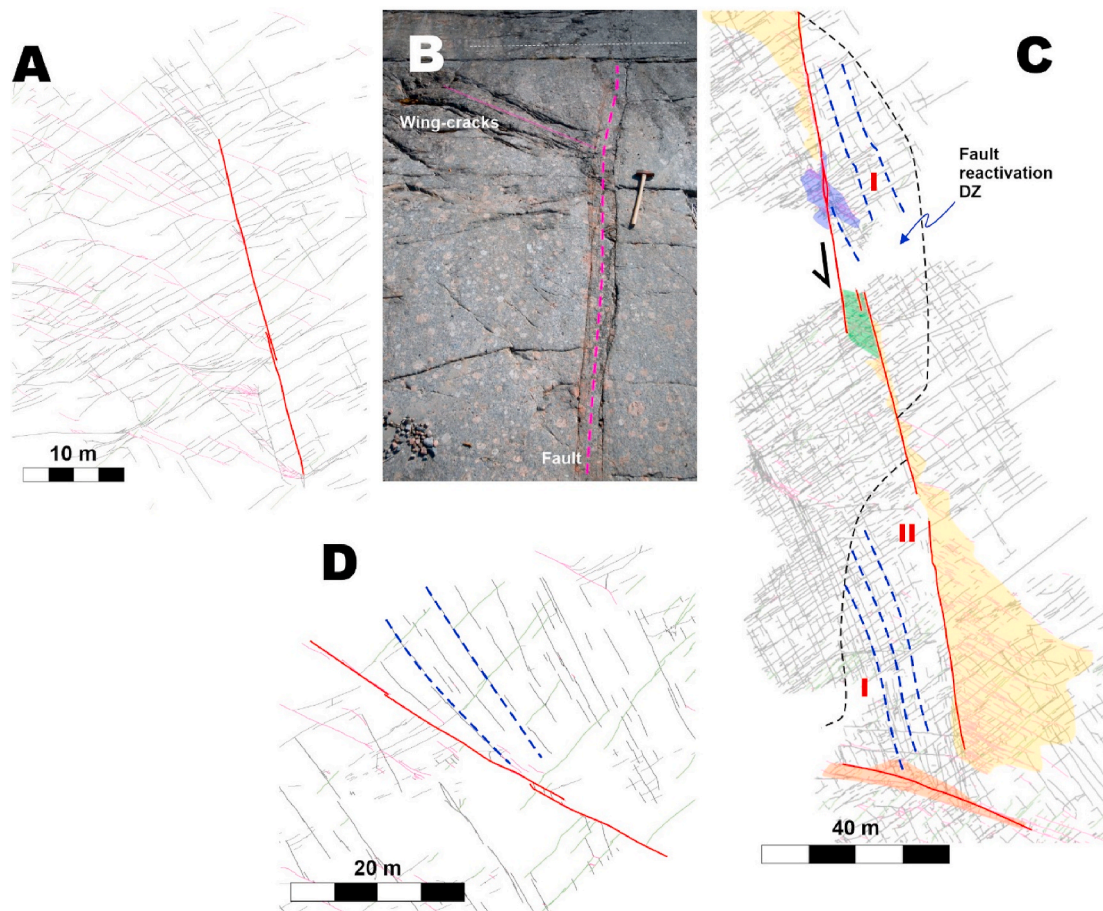 A
B
C
Wing-cracks
I
Fault
reactivation
DZ
10 m
Fault
II
D
I
20 m
40 m